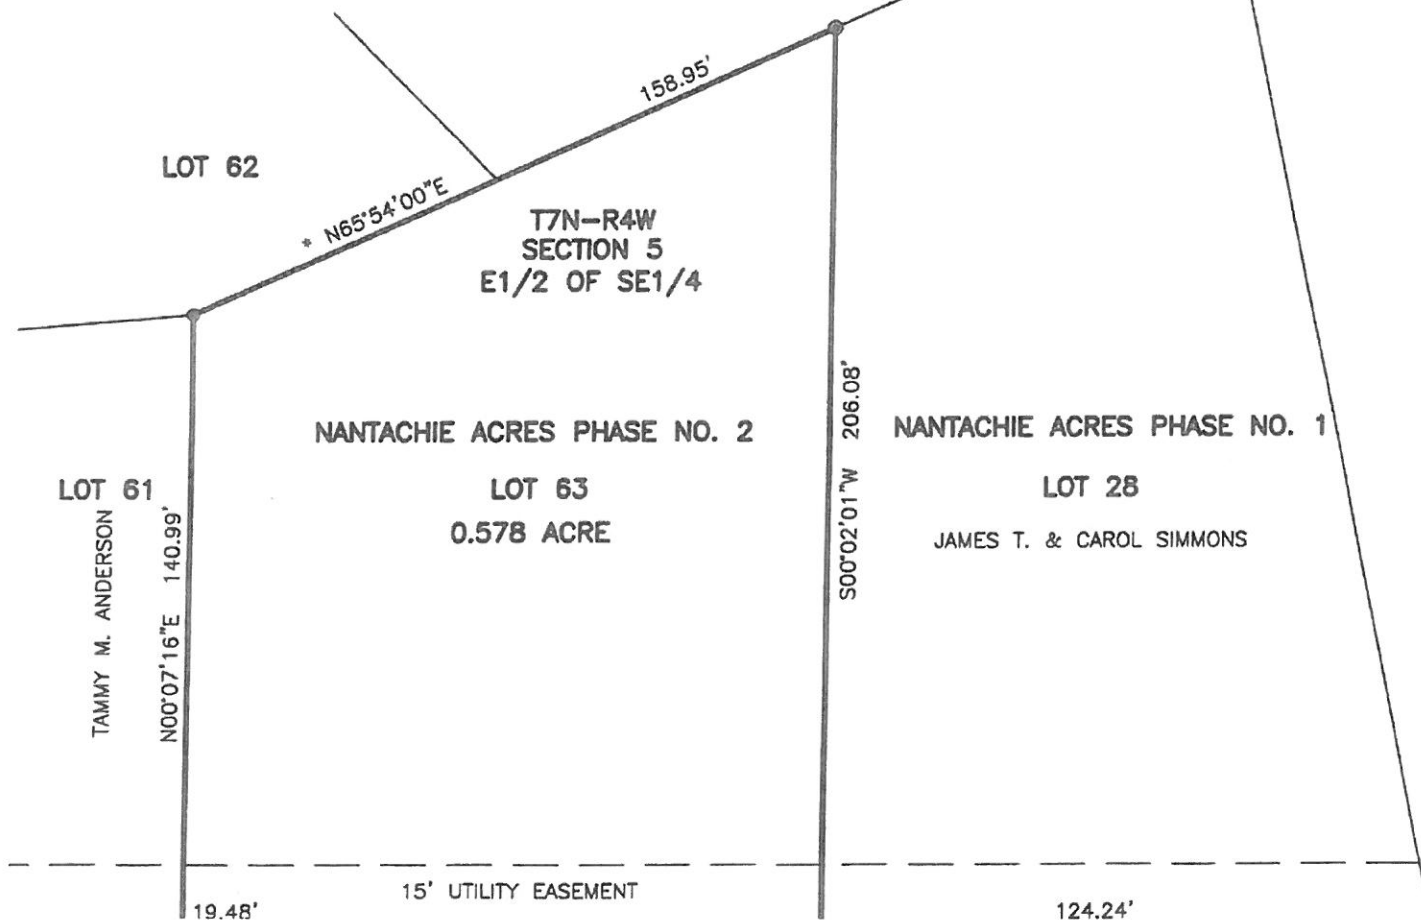 158.95'
LOT 62
* N65°54'00"E
T7N-R4W
SECTION 5
E1/2 OF SE1/4
NANTACHIE ACRES PHASE NO. 2
LOT 63
0.578 ACRE
S00°02'01"W 206.08'
NANTACHIE ACRES PHASE NO. 1
LOT 28
JAMES T. & CAROL SIMMONS
LOT 61
TAMMY M. ANDERSON
N00°07'16"E 140.99'
15' UTILITY EASEMENT
19.48'
124.24'